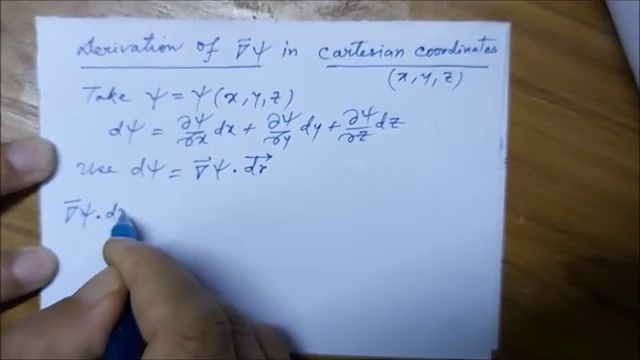 Derivation of ∇⃗ψ in cartesian coordinates
(x, y, z)
Take ψ = ψ(x, y, z)
dψ = ∂ψ/∂x dx + ∂ψ/∂y dy + ∂ψ/∂z dz
Use dψ = ∇⃗ψ · d⃗r
∇⃗ψ · dr